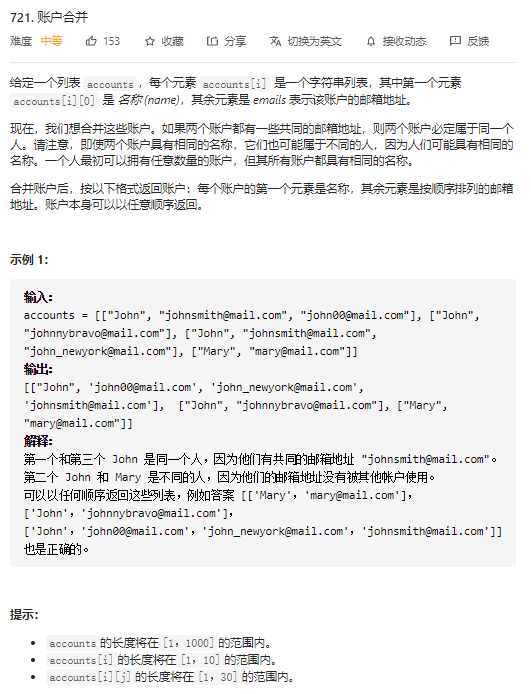 721. 账户合并
难度 中等 153 收藏 分享 切换为英文 接收动态 反馈
给定一个列表 accounts，每个元素 accounts[i] 是一个字符串列表，其中第一个元素
accounts[i][0] 是 名称 (name)，其余元素是 emails 表示该账户的邮箱地址。
现在，我们想合并这些账户。如果两个账户都有一些共同的邮箱地址，则两个账户必定属于同一个
人。请注意，即使两个账户具有相同的名称，它们也可能属于不同的人，因为人们可能具有相同的
名称。一个人最初可以拥有任意数量的账户，但其所有账户都具有相同的名称。
合并账户后，按以下格式返回账户：每个账户的第一个元素是名称，其余元素是按顺序排列的邮箱
地址。账户本身可以以任意顺序返回。
示例 1：
输入：
accounts = [["John", "johnsmith@mail.com", "john00@mail.com"], ["John",
"johnnybravo@mail.com"], ["John", "johnsmith@mail.com",
"john_newyork@mail.com"], ["Mary", "mary@mail.com"]]
输出：
[["John", 'john00@mail.com', 'john_newyork@mail.com',
'johnsmith@mail.com'],  ["John", "johnnybravo@mail.com"], ["Mary",
"mary@mail.com"]]
解释：
第一个和第三个 John 是同一个人，因为他们有共同的邮箱地址 "johnsmith@mail.com"。
第二个 John 和 Mary 是不同的人，因为他们的邮箱地址没有被其他帐户使用。
可以以任何顺序返回这些列表，例如答案 [['Mary'，'mary@mail.com']，
['John'，'johnnybravo@mail.com']，
['John'，'john00@mail.com'，'john_newyork@mail.com'，'johnsmith@mail.com']]
也是正确的。
提示：
• accounts 的长度将在 [1，1000] 的范围内。
• accounts[i] 的长度将在 [1，10] 的范围内。
• accounts[i][j] 的长度将在 [1，30] 的范围内。